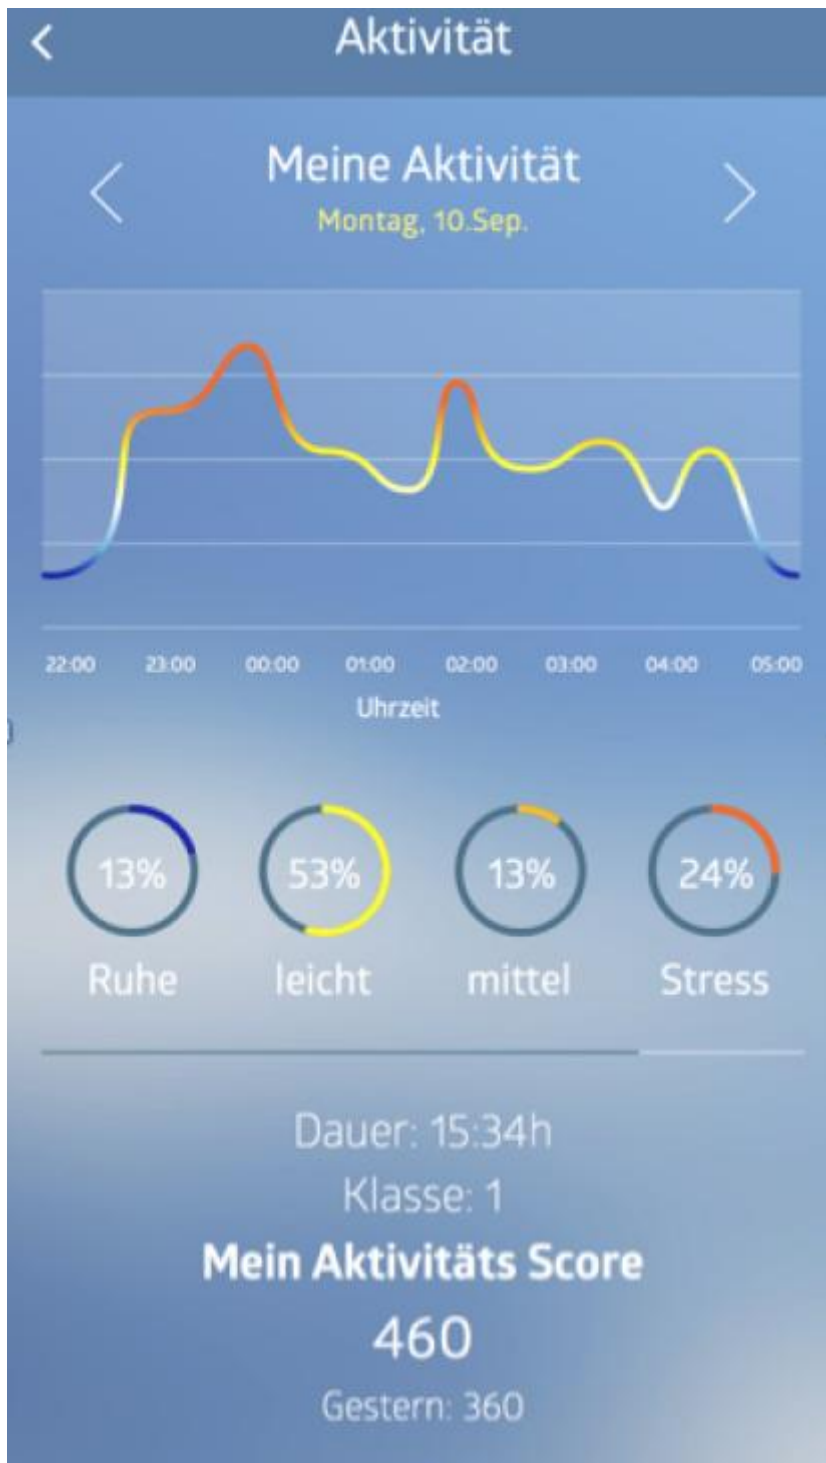 Aktivität
Meine Aktivität
Montag, 10.Sep.
22:00 23:00 00:00 01:00 02:00 03:00 04:00 05:00
Uhrzeit
13% 53% 13% 24%
Ruhe leicht mittel Stress
Dauer: 15:34h
Klasse: 1
Mein Aktivitäts Score
460
Gestern: 360